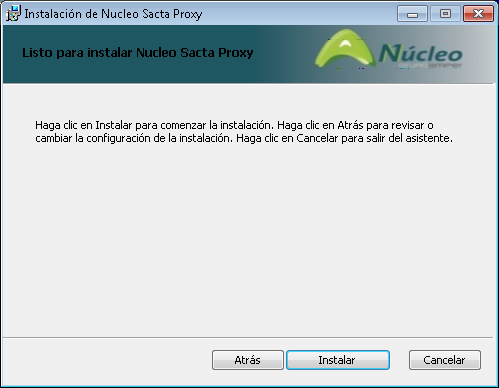 Instalación de Nucleo Sacta Proxy
Listo para instalar Nucleo Sacta Proxy
Núcleo
Haga clic en Instalar para comenzar la instalación. Haga clic en Atrás para revisar o
cambiar la configuración de la instalación. Haga clic en Cancelar para salir del asistente.
Atrás
Instalar
Cancelar